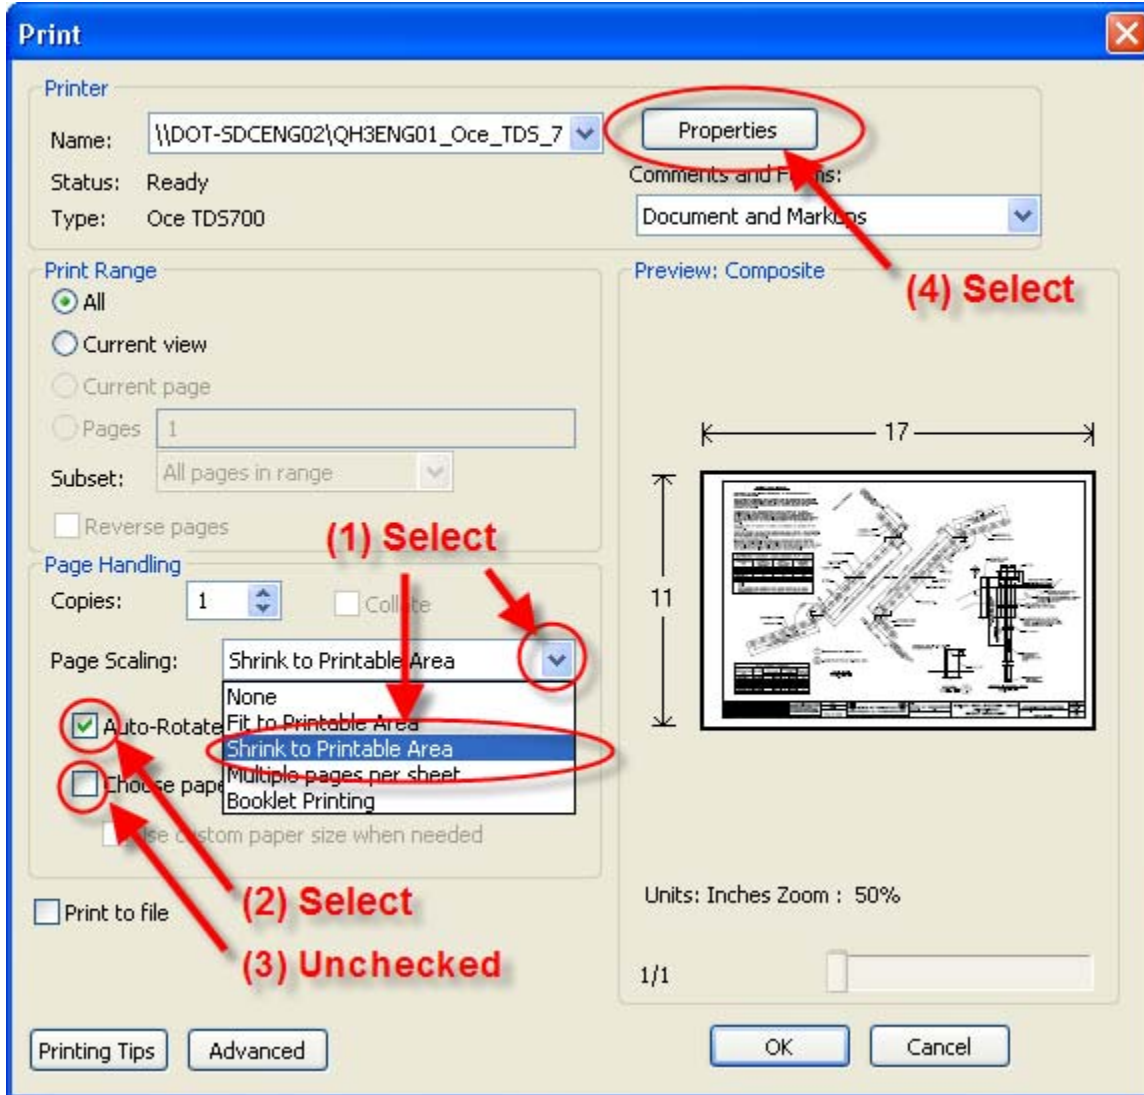 Print
Printer
Name: \\DOT-SDCENG02\QH3ENG01_Oce_TDS_7
Properties
Status: Ready
Comments and Forms:
Type: Oce TDS700
Document and Markups
(4) Select
Print Range
All
Current view
Current page
Pages 1
Subset: All pages in range
Reverse pages
Preview: Composite
17
11
(1) Select
Page Handling
Copies: 1
Collate
Page Scaling: Shrink to Printable Area
None
Auto-Rotate
Fit to Printable Area
Shrink to Printable Area
Choose
Multiple pages per sheet
Booklet Printing
Use custom paper size when needed
(2) Select
Print to file
(3) Unchecked
Units: Inches Zoom : 50%
1/1
Printing Tips
Advanced
OK
Cancel